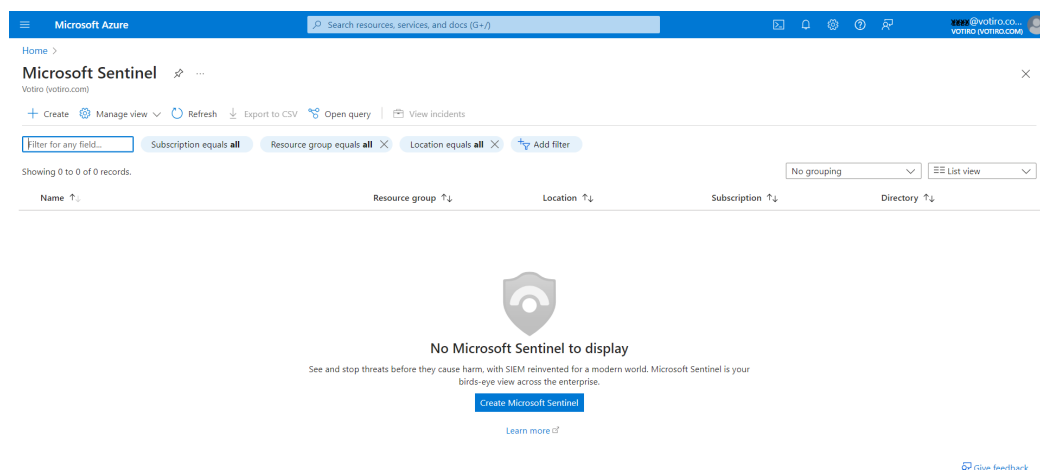 Microsoft Azure
Search resources, services, and docs (G+/)
@votiro.co...
VOTIRO (VOTIRO.COM)
Home >
Microsoft Sentinel
Votiro (votiro.com)
Create Manage view Refresh Export to CSV Open query View incidents
Filter for any field... Subscription equals all Resource group equals all Location equals all Add filter
Showing 0 to 0 of 0 records. No grouping List view
Name Resource group Location Subscription Directory
No Microsoft Sentinel to display
See and stop threats before they cause harm, with SIEM reinvented for a modern world. Microsoft Sentinel is your
birds-eye view across the enterprise.
Create Microsoft Sentinel
Learn more
Give feedback